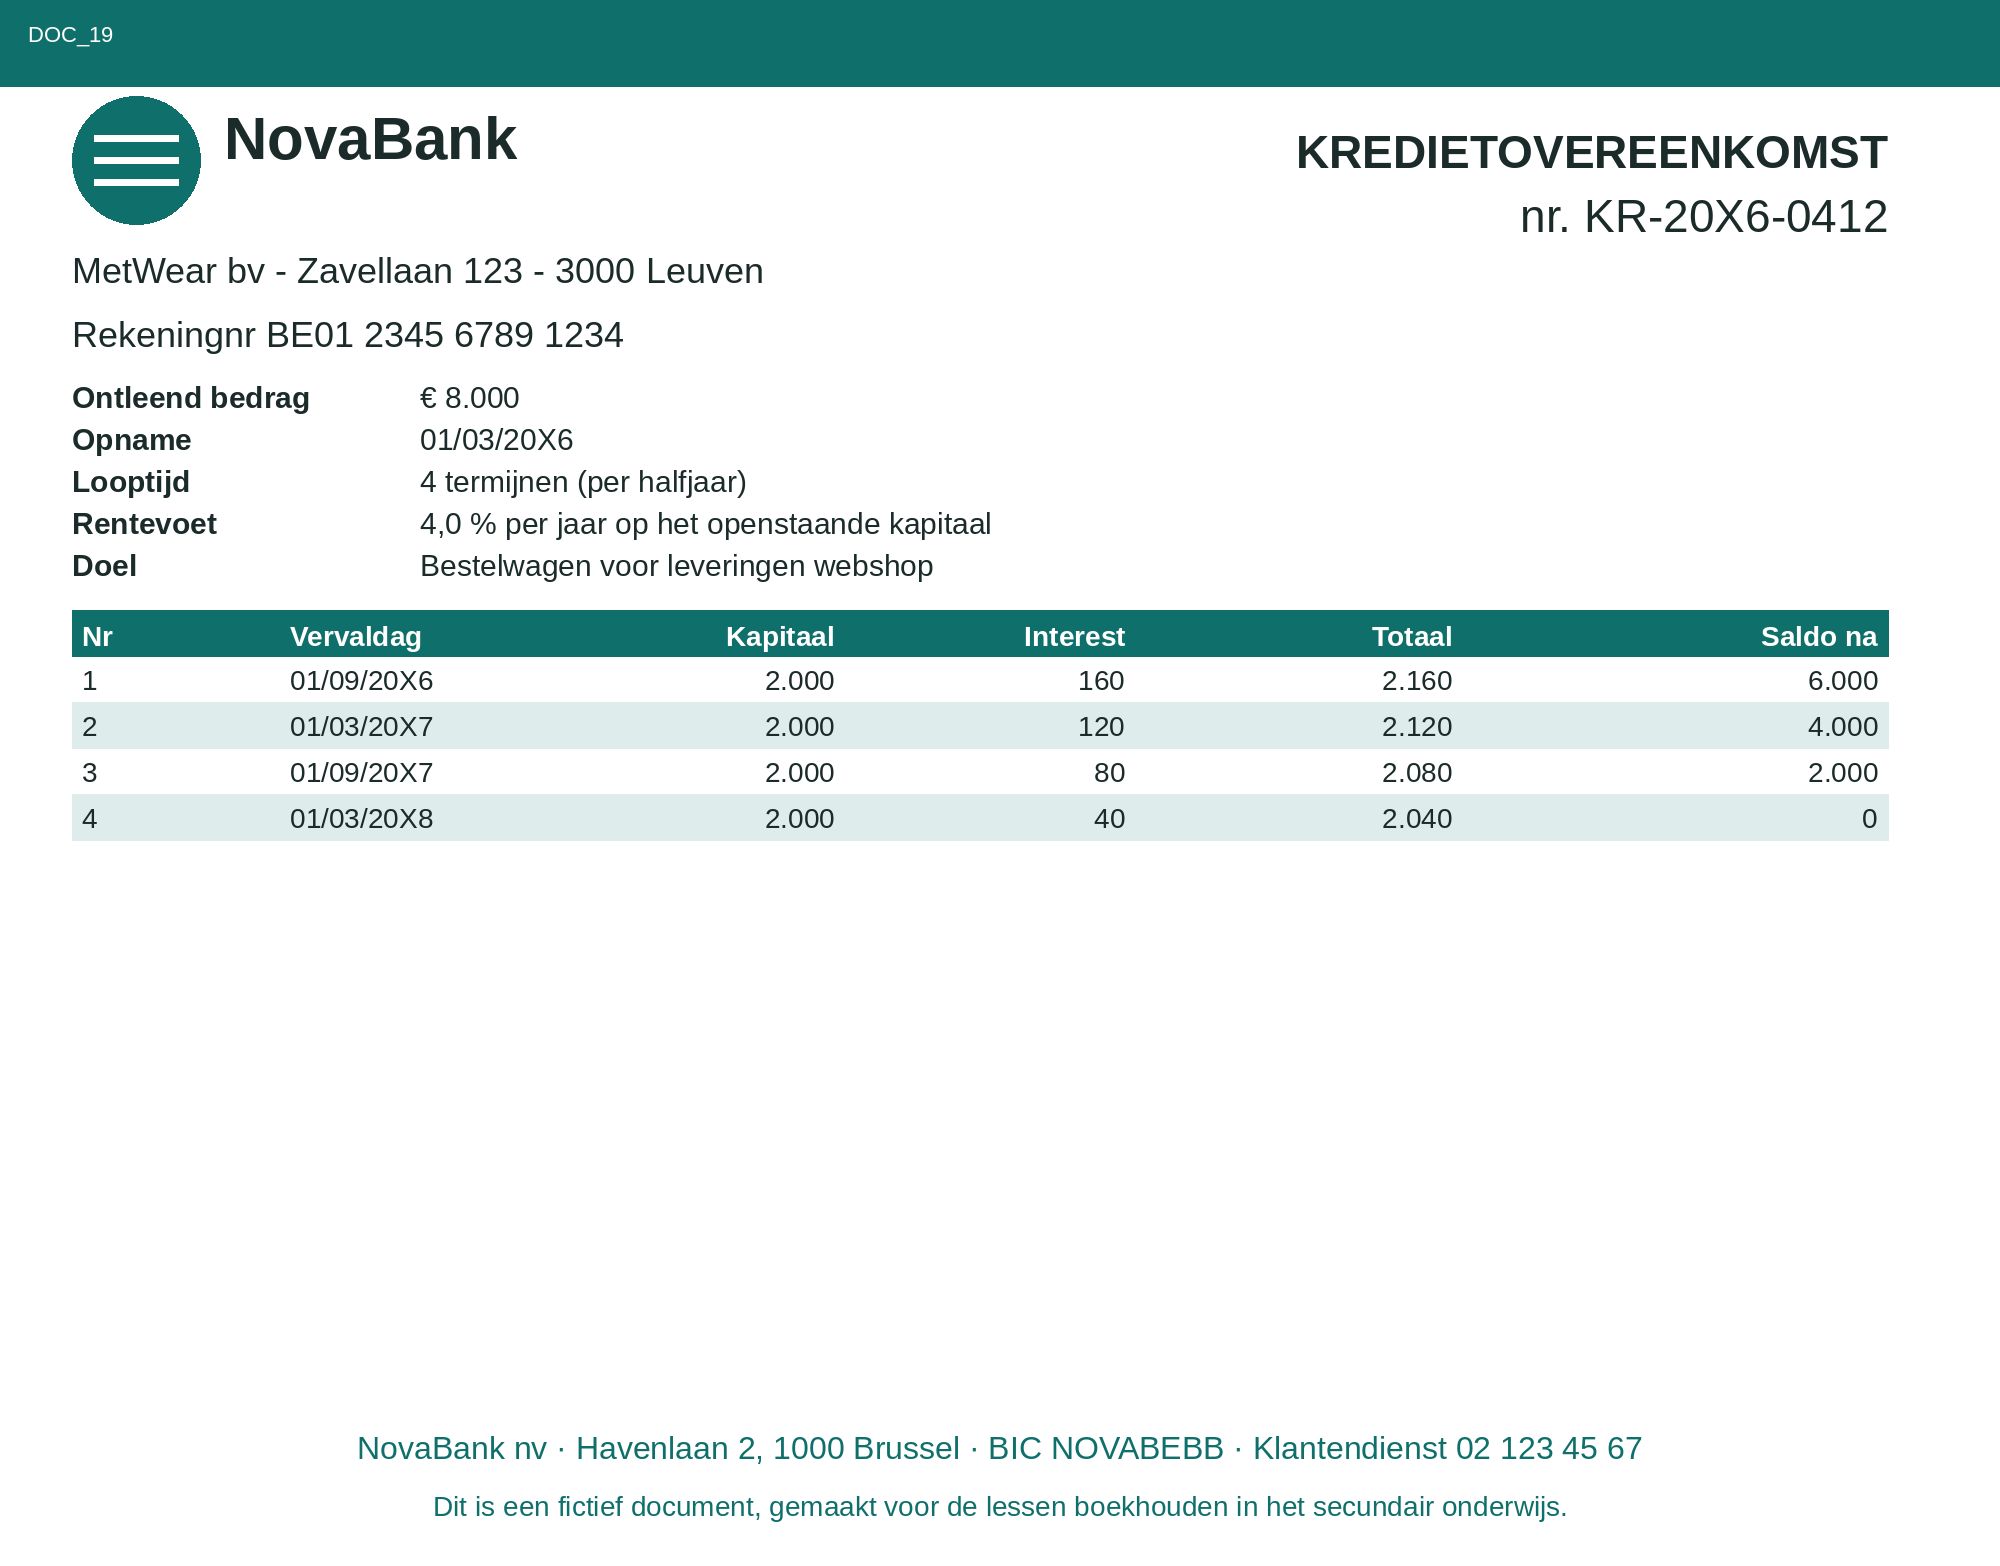 DOC_19
NovaBank
KREDIETOVEREENKOMST
nr. KR-20X6-0412
MetWear bv - Zavellaan 123 - 3000 Leuven
Rekeningnr BE01 2345 6789 1234
Ontleend bedrag € 8.000
Opname 01/03/20X6
Looptijd 4 termijnen (per halfjaar)
Rentevoet 4,0 % per jaar op het openstaande kapitaal
Doel Bestelwagen voor leveringen webshop
Nr Vervaldag Kapitaal Interest Totaal Saldo na
1 01/09/20X6 2.000 160 2.160 6.000
2 01/03/20X7 2.000 120 2.120 4.000
3 01/09/20X7 2.000 80 2.080 2.000
4 01/03/20X8 2.000 40 2.040 0
NovaBank nv · Havenlaan 2, 1000 Brussel · BIC NOVABEBB · Klantendienst 02 123 45 67
Dit is een fictief document, gemaakt voor de lessen boekhouden in het secundair onderwijs.